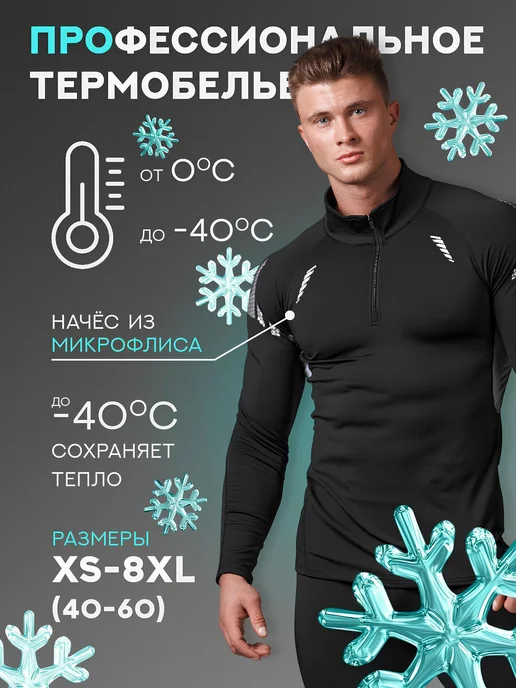 ПРОФЕССИОНАЛЬНОЕ
ТЕРМОБЕЛЬЕ
от 0°C
до -40°C
НАЧЁС ИЗ
МИКРОФЛИСА
до
-40°C
СОХРАНЯЕТ
ТЕПЛО
РАЗМЕРЫ
XS-8XL
(40-60)